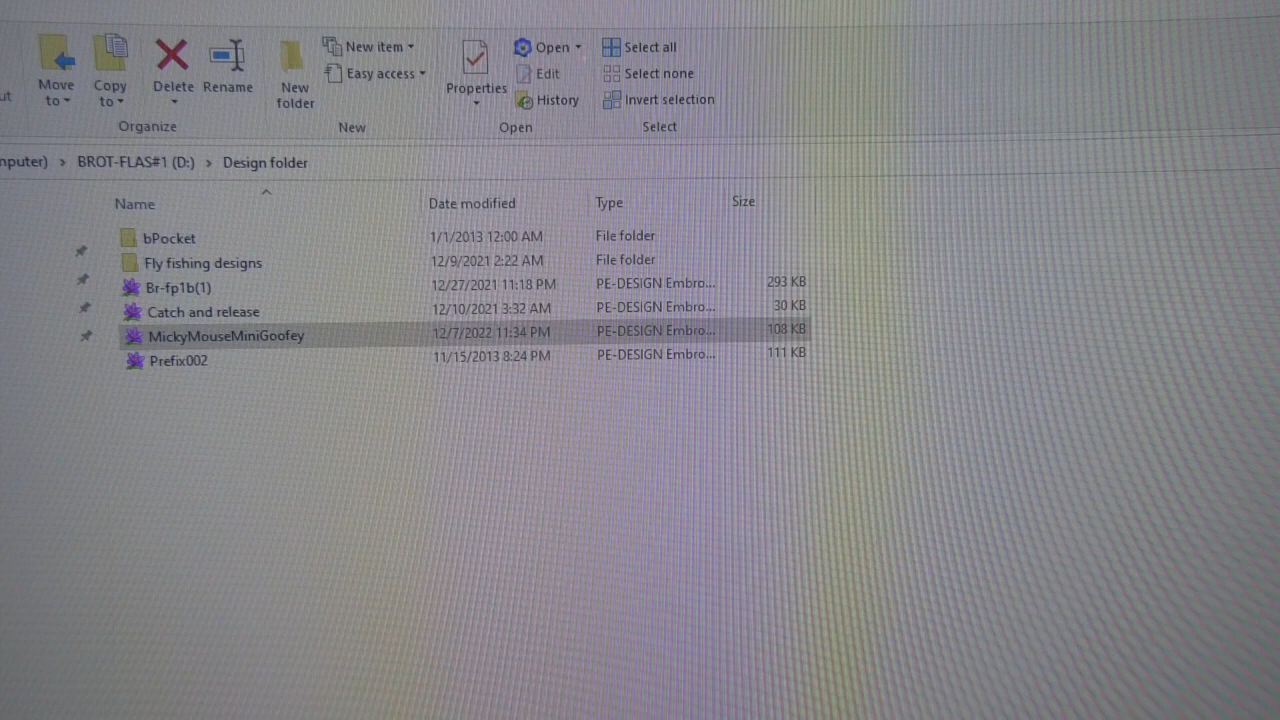 ut
Move to
Copy to
Delete
Rename
New folder
New item
Easy access
Properties
Open
Edit
History
Select all
Select none
Invert selection
Organize
New
Open
Select
nputer) > BROT-FLAS#1 (D:) > Design folder
Name Date modified Type Size
bPocket 1/1/2013 12:00 AM File folder
Fly fishing designs 12/9/2021 2:22 AM File folder
Br-fp1b(1) 12/27/2021 11:18 PM PE-DESIGN Embro... 293 KB
Catch and release 12/10/2021 3:32 AM PE-DESIGN Embro... 30 KB
MickyMouseMiniGoofey 12/7/2022 11:34 PM PE-DESIGN Embro... 108 KB
Prefix002 11/15/2013 8:24 PM PE-DESIGN Embro... 111 KB